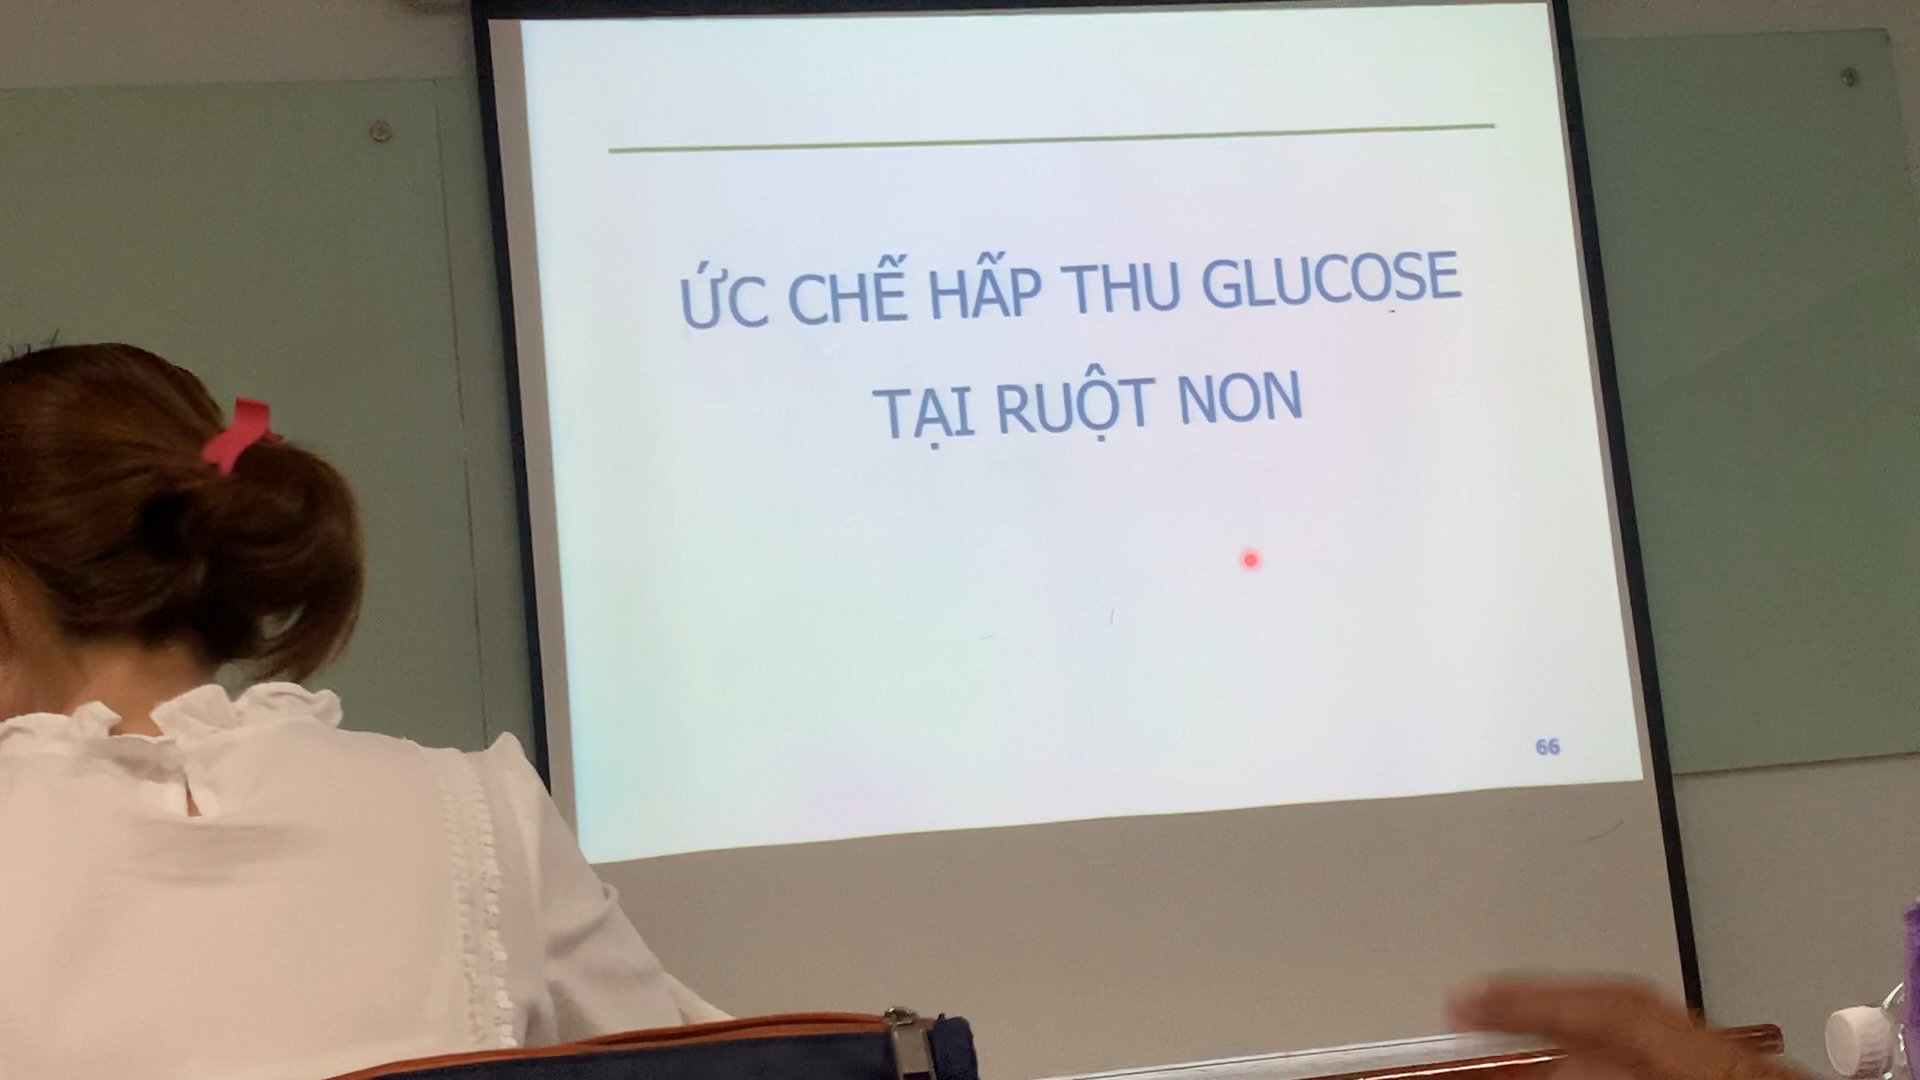 ỨC CHẾ HẤP THU GLUCOSE
TẠI RUỘT NON
66